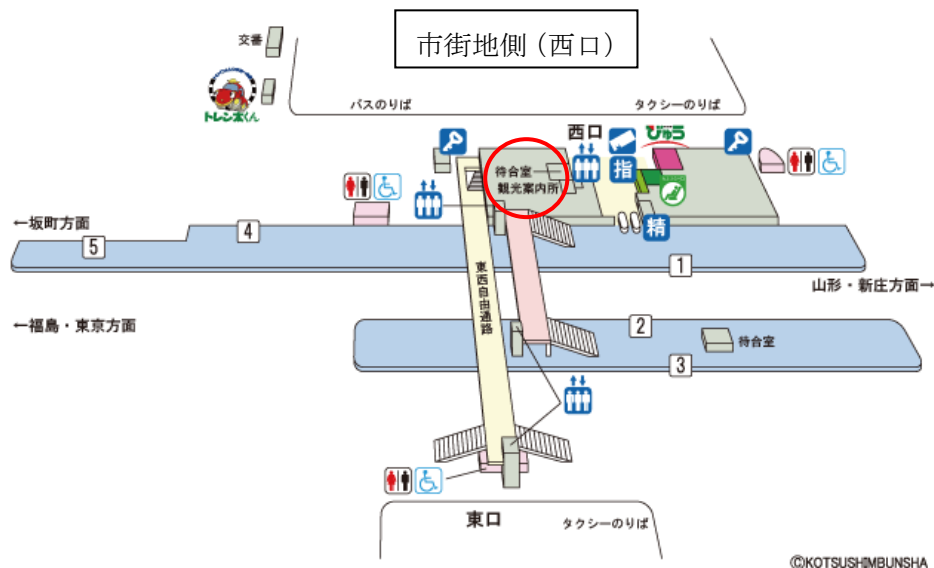 市街地側（西口）
交番
トレン太くん
バスのりば
タクシーのりば
西口
びゅう
待合室
観光案内所
指
精
←坂町方面
5
4
1
山形・新庄方面→
東西自由通路
←福島・東京方面
2
待合室
3
東口
タクシーのりば
©KOTSUSHIMBUNSHA